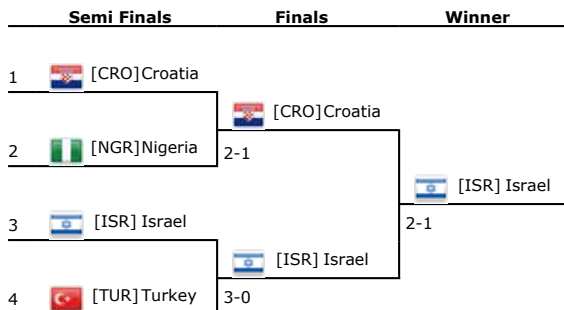 Semi Finals Finals Winner
1 [CRO]Croatia
[CRO]Croatia
2 [NGR]Nigeria 2-1
[ISR] Israel
3 [ISR] Israel 2-1
[ISR] Israel
4 [TUR]Turkey 3-0